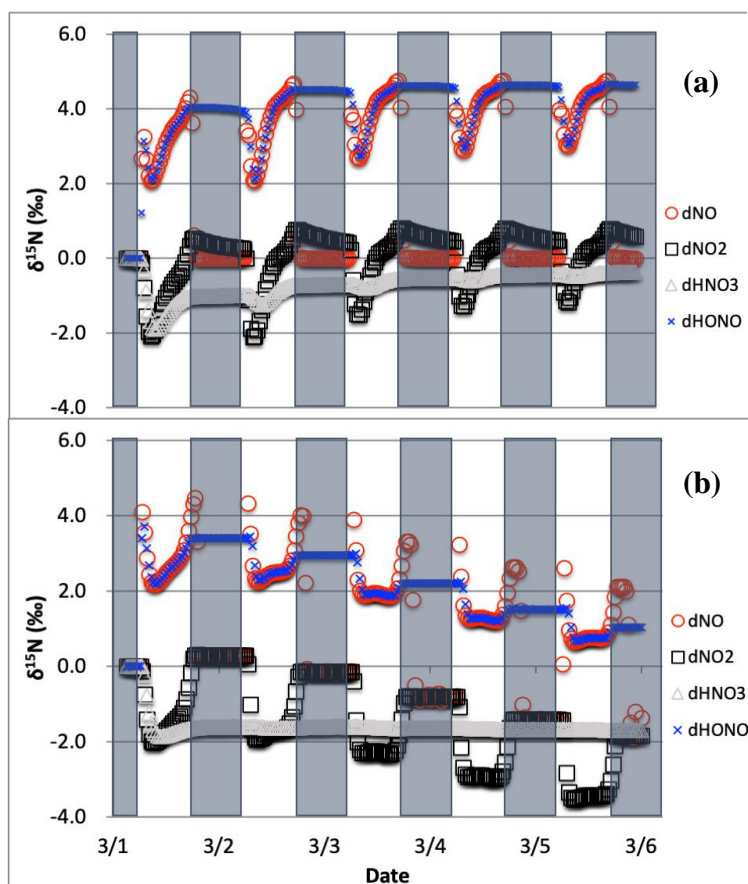 6.0
(a)
4.0
2.0
δ¹⁵N (‰)
0.0
-2.0
-4.0
dNO
dNO2
dHNO3
dHONO
6.0
(b)
4.0
2.0
δ¹⁵N (‰)
0.0
-2.0
-4.0
dNO
dNO2
dHNO3
dHONO
3/1 3/2 3/3 3/4 3/5 3/6
Date